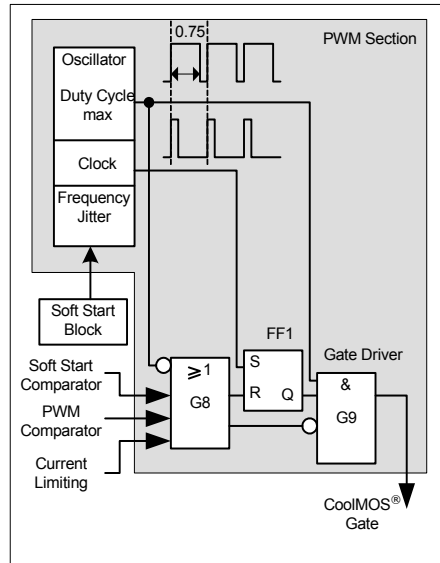 0.75
PWM Section
Oscillator
Duty Cycle
max
Clock
Frequency
Jitter
Soft Start
Block
FF1
Gate Driver
Soft Start
Comparator
PWM
Comparator
Current
Limiting
≥1
G8
S
R
Q
&
G9
CoolMOS®
Gate